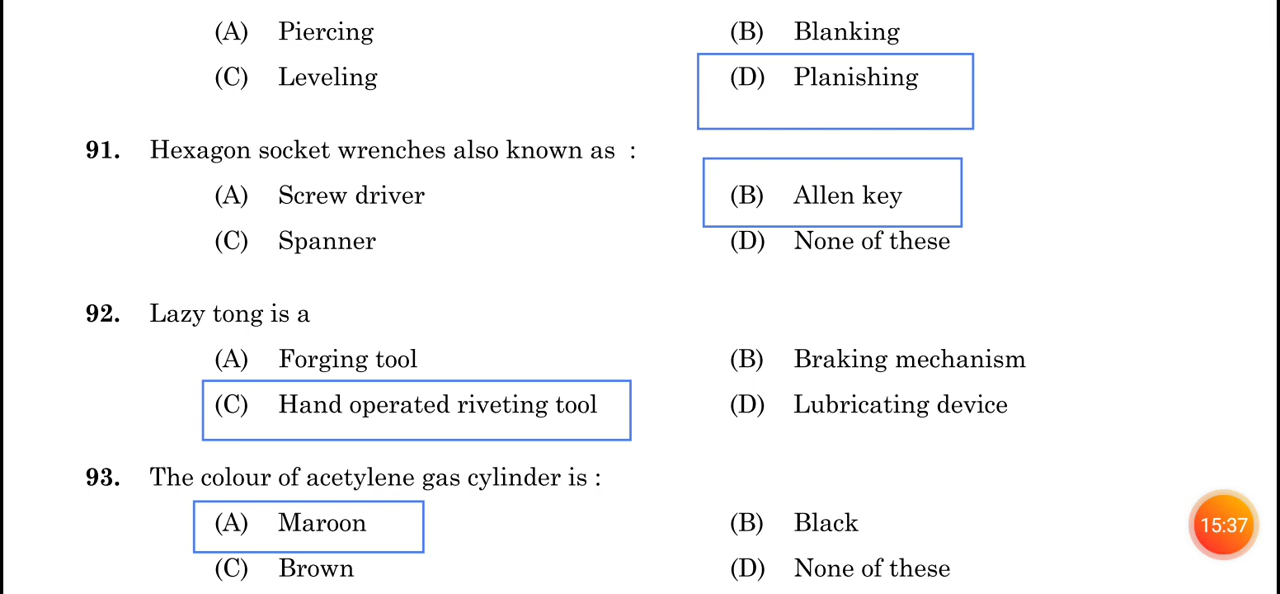 (A) Piercing (B) Blanking
(C) Leveling (D) Planishing
91. Hexagon socket wrenches also known as :
(A) Screw driver (B) Allen key
(C) Spanner (D) None of these
92. Lazy tong is a
(A) Forging tool (B) Braking mechanism
(C) Hand operated riveting tool (D) Lubricating device
93. The colour of acetylene gas cylinder is :
(A) Maroon (B) Black
(C) Brown (D) None of these
15:37